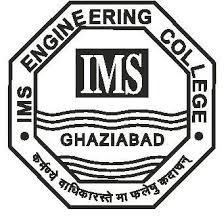 • IMS ENGINEERING COLLEGE •
IMS
GHAZIABAD
कर्मण्ये वाधिकारस्ते मा फलेषु कदाचन्